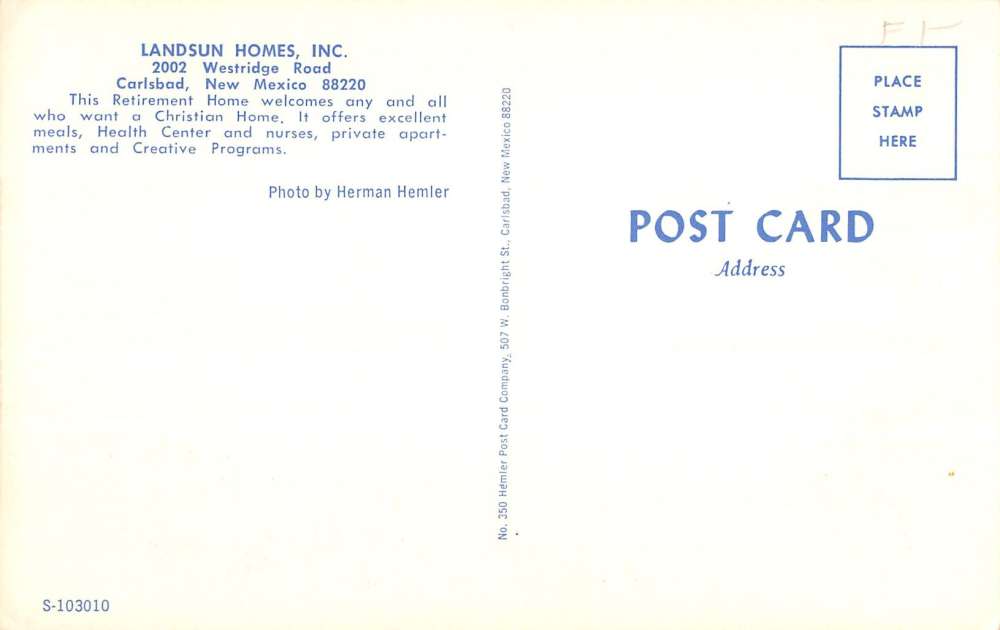 LANDSUN HOMES, INC.
2002 Westridge Road
Carlsbad, New Mexico 88220
This Retirement Home welcomes any and all
who want a Christian Home. It offers excellent
meals, Health Center and nurses, private apart-
ments and Creative Programs.
Photo by Herman Hemler
No. 350 Hemler Post Card Company, 507 W. Bonbright St., Carlsbad, New Mexico 88220
PLACE
STAMP
HERE
POST CARD
Address
S-103010